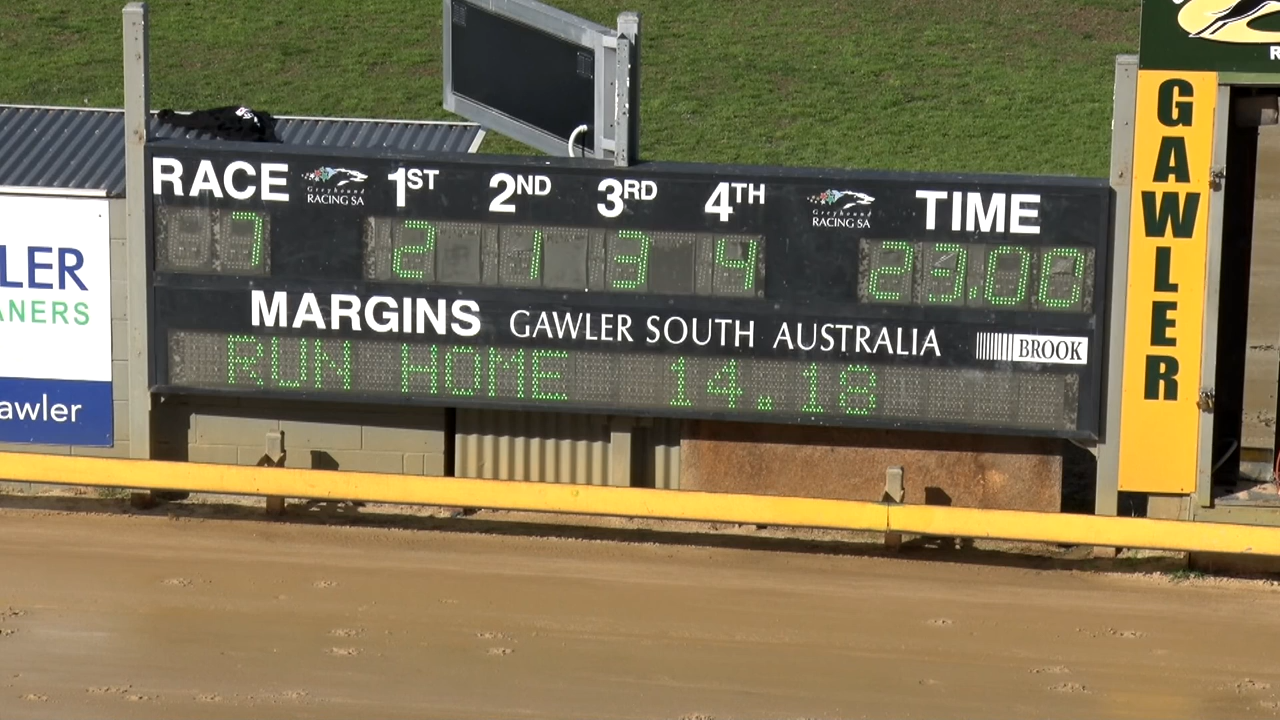 RACE
Greyhound
RACING SA
1ST 2ND 3RD 4TH
Greyhound
RACING SA
TIME
7 2 1 3 4 23.00
MARGINS GAWLER SOUTH AUSTRALIA BROOK
RUN HOME 14.18
GAWLER
LER
ANERS
awler
R